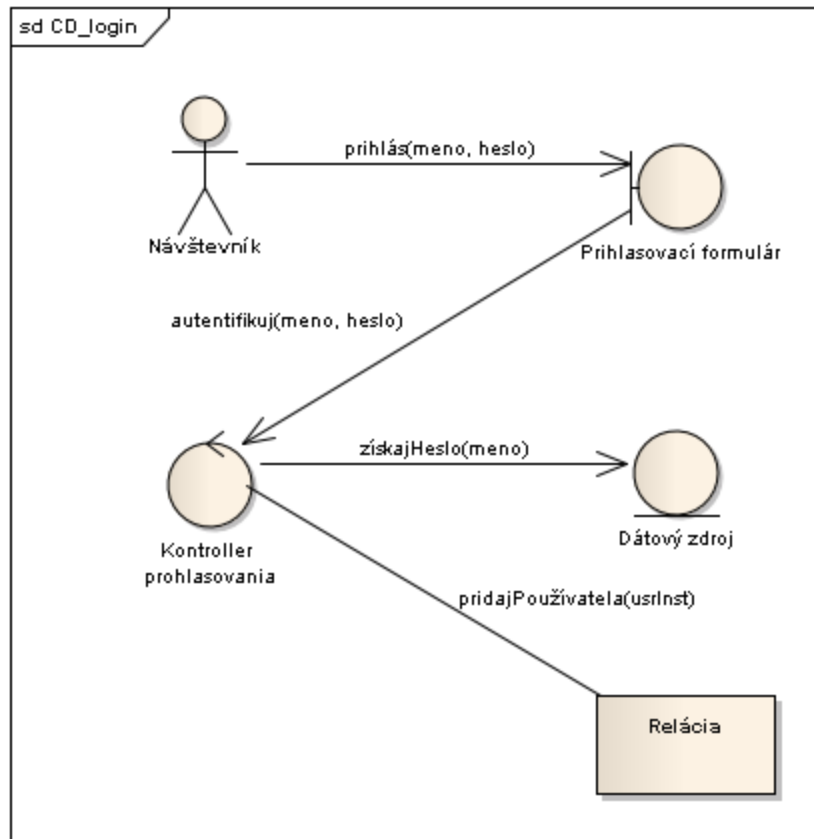 sd CD_login
prihlás(meno, heslo)
Návštevník
Prihlasovací formulár
autentifikuj(meno, heslo)
získajHeslo(meno)
Dátový zdroj
Kontroller
prohlasovania
pridajPoužívatela(usrInst)
Relácia